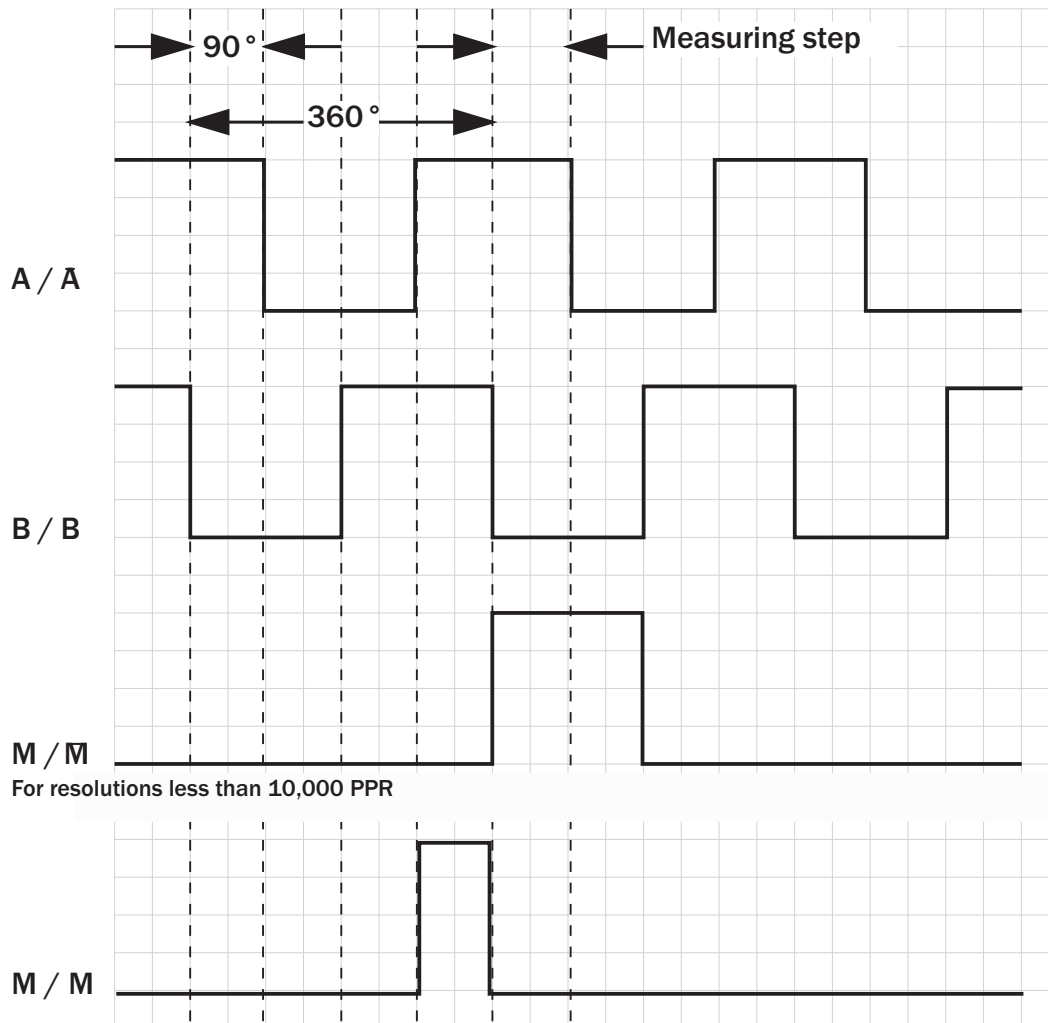 90°
Measuring step
360°
A / Ā
B / B
M / M̅
For resolutions less than 10,000 PPR
M / M